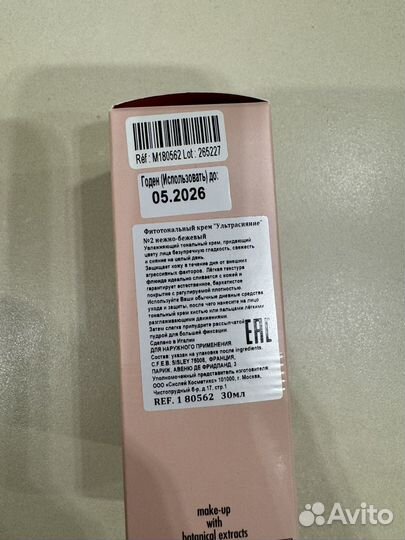 Réf : M180562 Lot : 265227
Годен (Использовать) до:
05.2026
Фитотональный крем "Ультрасияние"
№2 нежно-бежевый
Увлажняющий тональный крем, придающий
цвету лица безупречную гладкость, свежесть
и сияние на целый день.
Защищает кожу в течение дня от внешних
агрессивных факторов. Лёгкая текстура
флюида идеально сливается с кожей и
гарантирует естественное, бархатистое
покрытие с регулируемой плотностью.
Используйте Ваши обычные дневные средства
ухода, после чего нанесите на лицо
тональный крем кистью или пальцами лёгкими
разглаживающими движениями.
Затем слегка припудрите рассыпчатой
пудрой для большей фиксации
Сделано в Италии
ДЛЯ НАРУЖНОГО ПРИМЕНЕНИЯ
Состав: указан на упаковке после ingredients.
C.F.E.B. SISLEY 75008, ФРАНЦИЯ,
ПАРИЖ, АВЕНЮ ДЕ ФРИДЛАНД, 3
Уполномоченный представитель изготовителя
ООО «Сислей Косметикс» 101000, г. Москва,
Чистопрудный б-р, д.17, стр.1
EAC
REF. 180562 30мл
make-up
with
botanical extracts
Avito